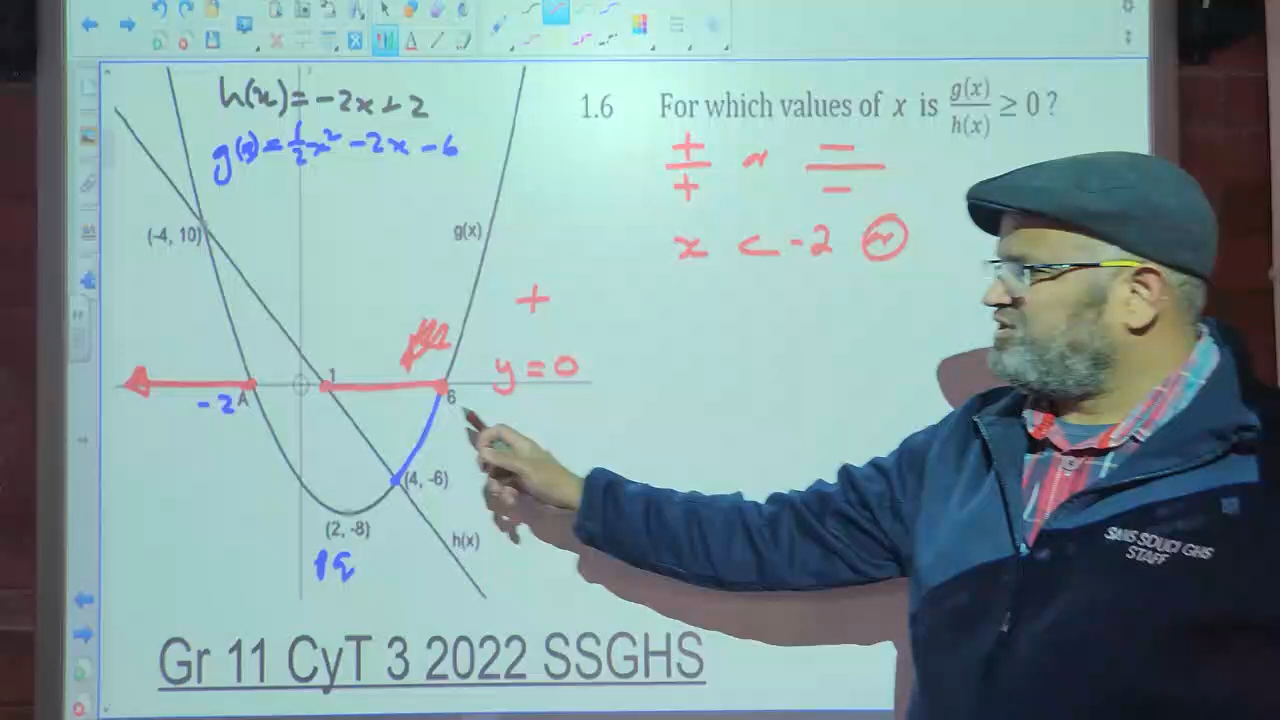 h(x) = -2x + 2
g(x) = 1/2x² - 2x - 6
(-4, 10)
g(x)
+
y = 0
1
6
-2 A
(4, -6)
(2, -8)
p q
h(x)
Gr 11 CyT 3 2022 SSGHS
1.6 For which values of x is g(x)/h(x) ≥ 0 ?
+/+ or -/-
x < -2 or
SANS SOUCI GHS
STAFF